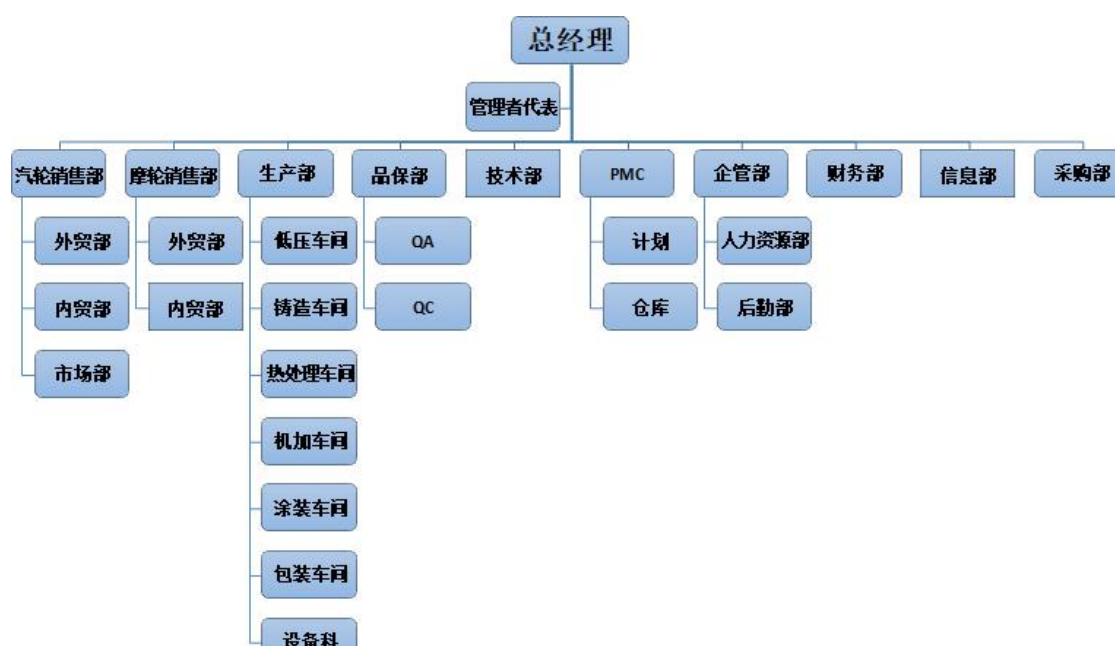 总经理
管理者代表
汽轮销售部
摩轮销售部
生产部
品保部
技术部
PMC
企管部
财务部
信息部
采购部
外贸部
外贸部
低压车间
QA
计划
人力资源部
内贸部
内贸部
铸造车间
QC
仓库
后勤部
市场部
热处理车间
机加车间
涂装车间
包装车间
设备科